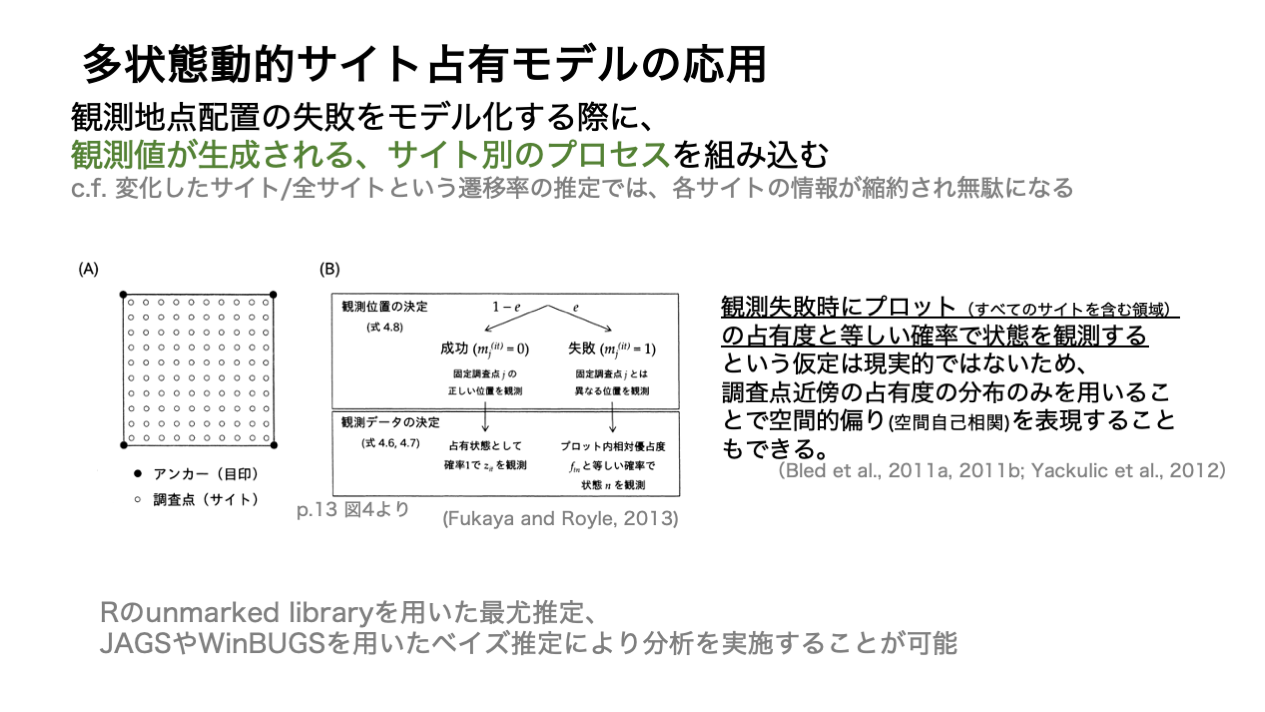 多状態動的サイト占有モデルの応用
観測地点配置の失敗をモデル化する際に、
観測値が生成される、サイト別のプロセスを組み込む
c.f. 変化したサイト/全サイトという遷移率の推定では、各サイトの情報が縮約され無駄になる
(A)
● アンカー（目印）
○ 調査点（サイト）
(B)
観測位置の決定
(式 4.8)
1 − e
e
成功 (m_j^(it) = 0)
固定調査点 j の
正しい位置を観測
失敗 (m_j^(it) = 1)
固定調査点 j とは
異なる位置を観測
観測データの決定
(式 4.6, 4.7)
占有状態として
確率1で z_it を観測
プロット内相対優占度
f_tn と等しい確率で
状態 n を観測
p.13 図4より
(Fukaya and Royle, 2013)
観測失敗時にプロット（すべてのサイトを含む領域）
の占有度と等しい確率で状態を観測する
という仮定は現実的ではないため、
調査点近傍の占有度の分布のみを用いるこ
とで空間的偏り(空間自己相関)を表現すること
もできる。
（Bled et al., 2011a, 2011b; Yackulic et al., 2012）
Rのunmarked libraryを用いた最尤推定、
JAGSやWinBUGSを用いたベイズ推定により分析を実施することが可能